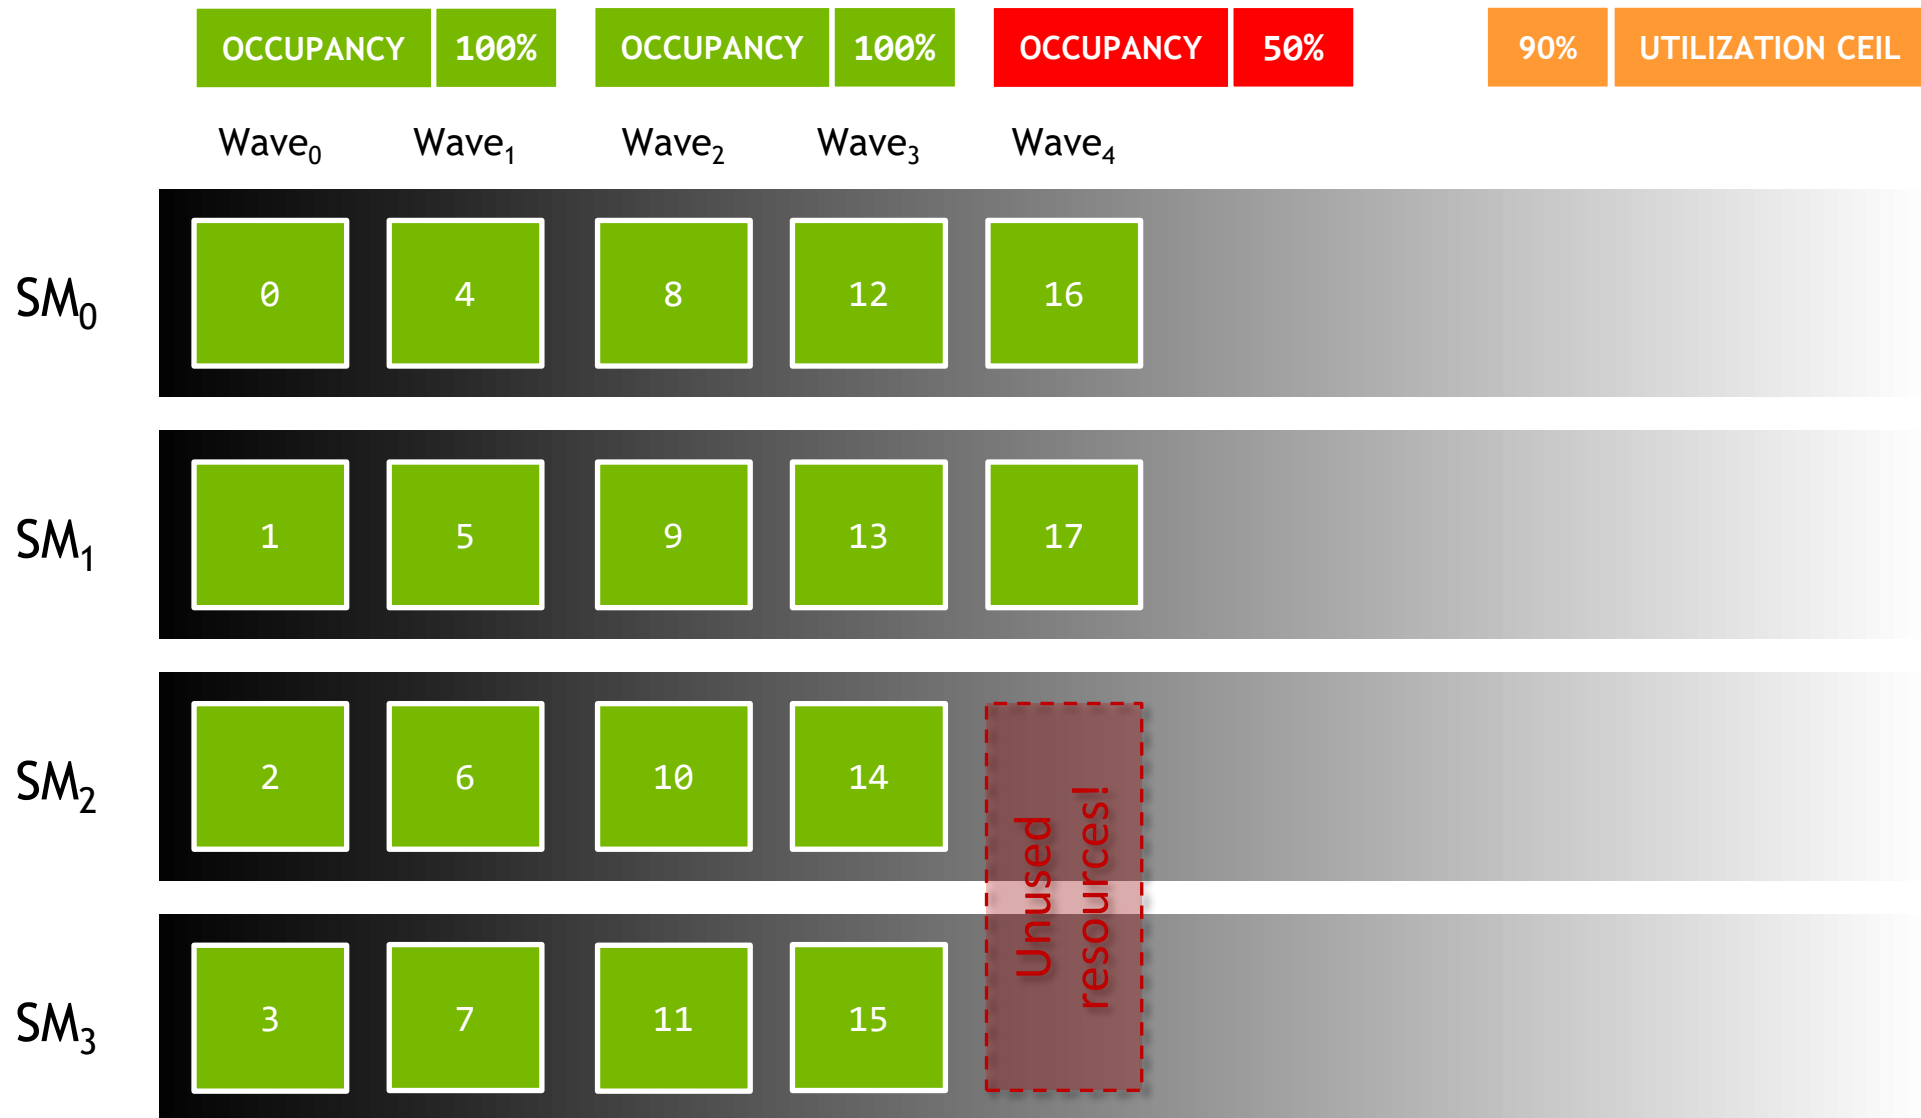 OCCUPANCY 100% OCCUPANCY 100% OCCUPANCY 50% 90% UTILIZATION CEIL
Wave₀ Wave₁ Wave₂ Wave₃ Wave₄
SM₀ 0 4 8 12 16
SM₁ 1 5 9 13 17
SM₂ 2 6 10 14
Unused
resources!
SM₃ 3 7 11 15